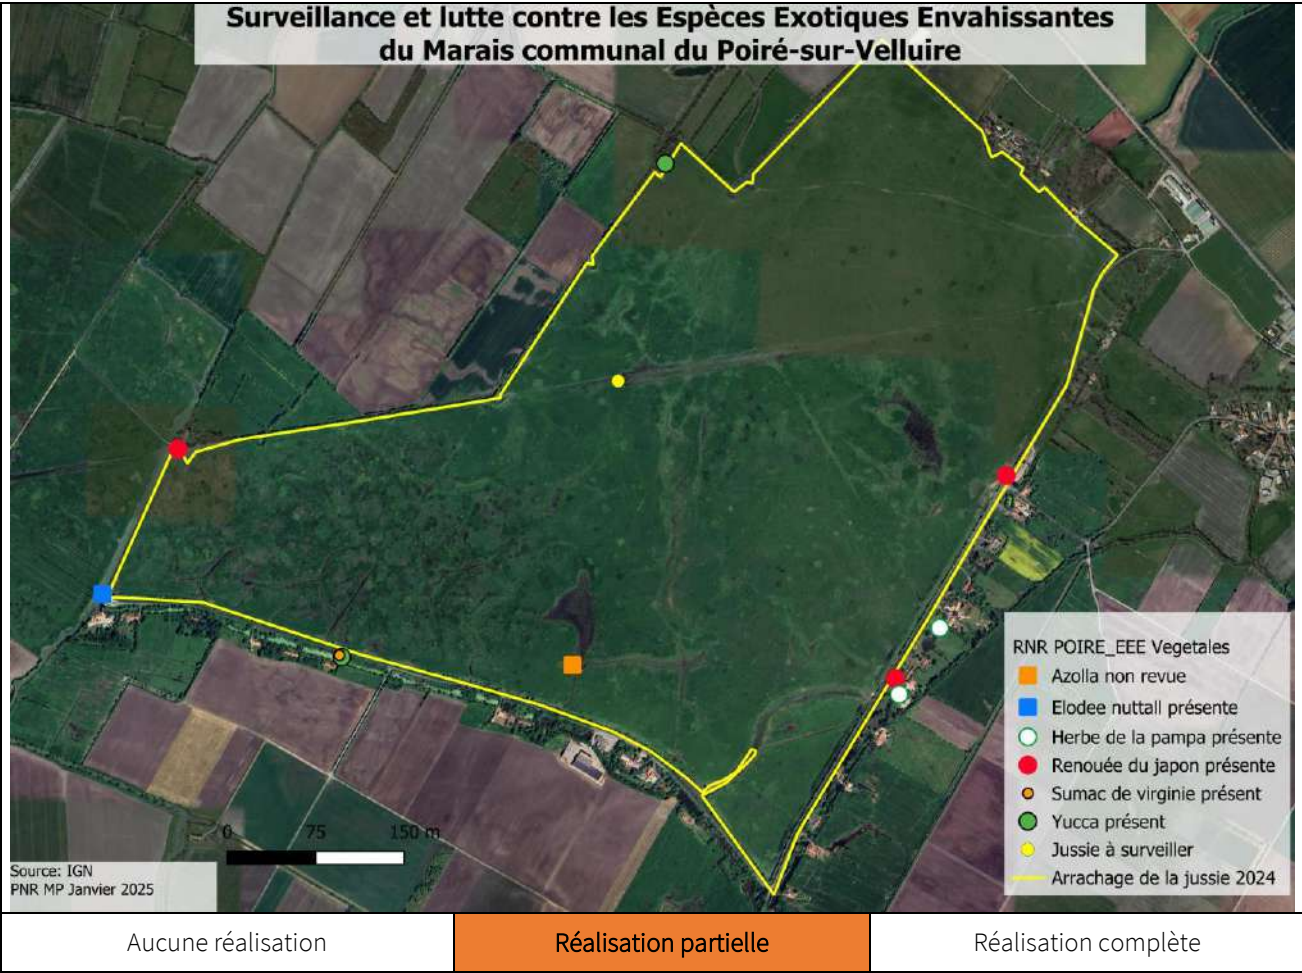 Surveillance et lutte contre les Espèces Exotiques Envahissantes
du Marais communal du Poiré-sur-Velluire
RNR POIRE_EEE Vegetales
Azolla non revue
Elodee nuttall présente
Herbe de la pampa présente
Renouée du japon présente
Sumac de virginie présent
Yucca présent
Jussie à surveiller
Arrachage de la jussie 2024
0 75 150 m
Source: IGN
PNR MP Janvier 2025
Aucune réalisation
Réalisation partielle
Réalisation complète